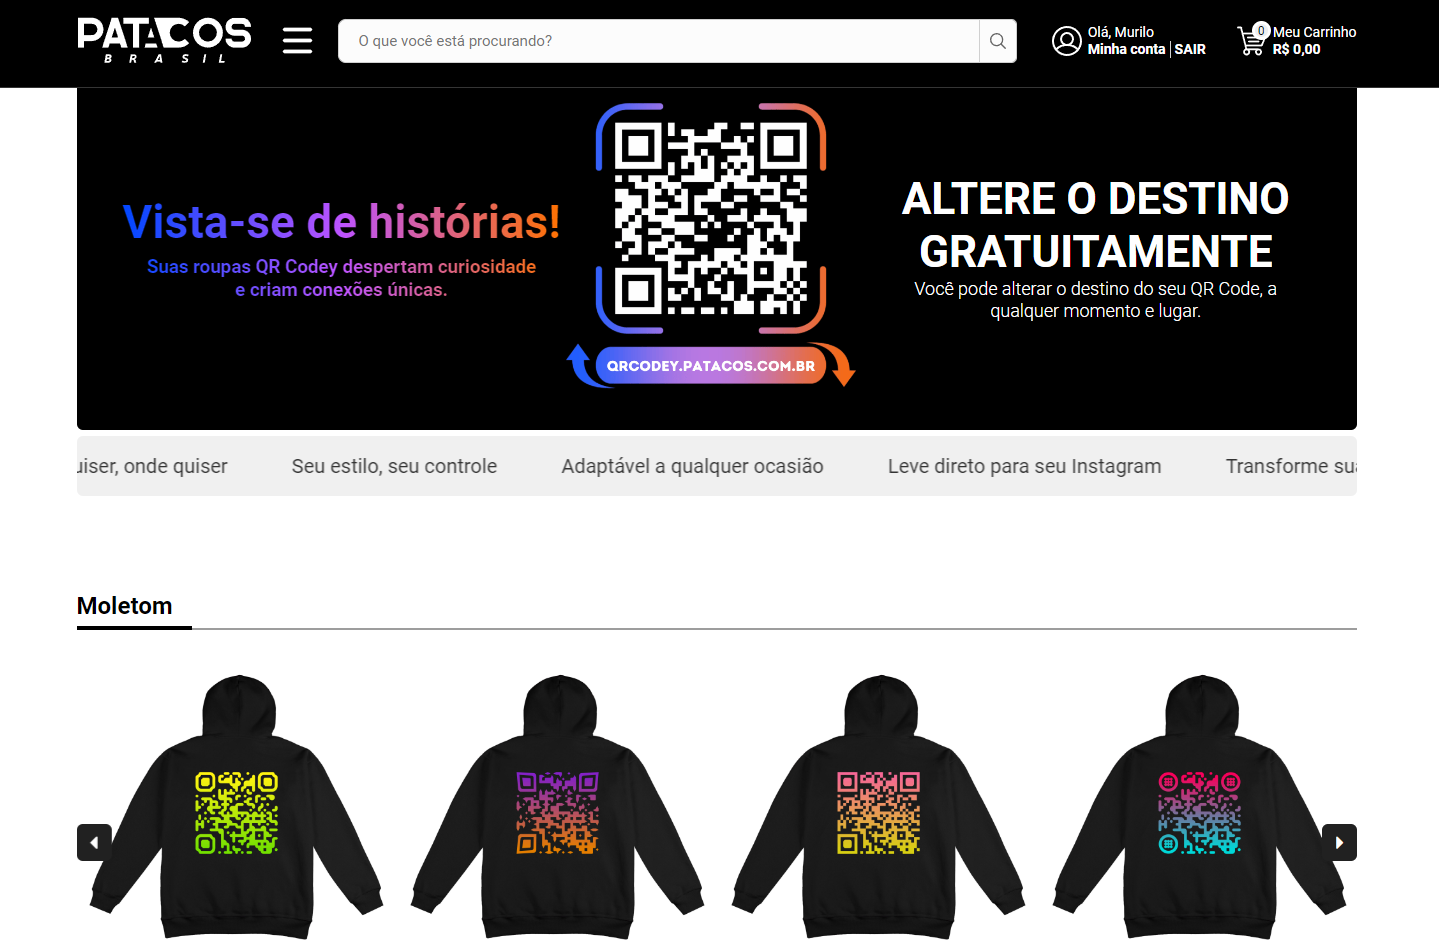 PATACOS
BRASIL
O que você está procurando?
Olá, Murilo
Minha conta | SAIR
0
Meu Carrinho
R$ 0,00
Vista-se de histórias!
Suas roupas QR Codey despertam curiosidade
e criam conexões únicas.
QRCODEY.PATACOS.COM.BR
ALTERE O DESTINO
GRATUITAMENTE
Você pode alterar o destino do seu QR Code, a
qualquer momento e lugar.
uiser, onde quiser
Seu estilo, seu controle
Adaptável a qualquer ocasião
Leve direto para seu Instagram
Transforme sua
Moletom